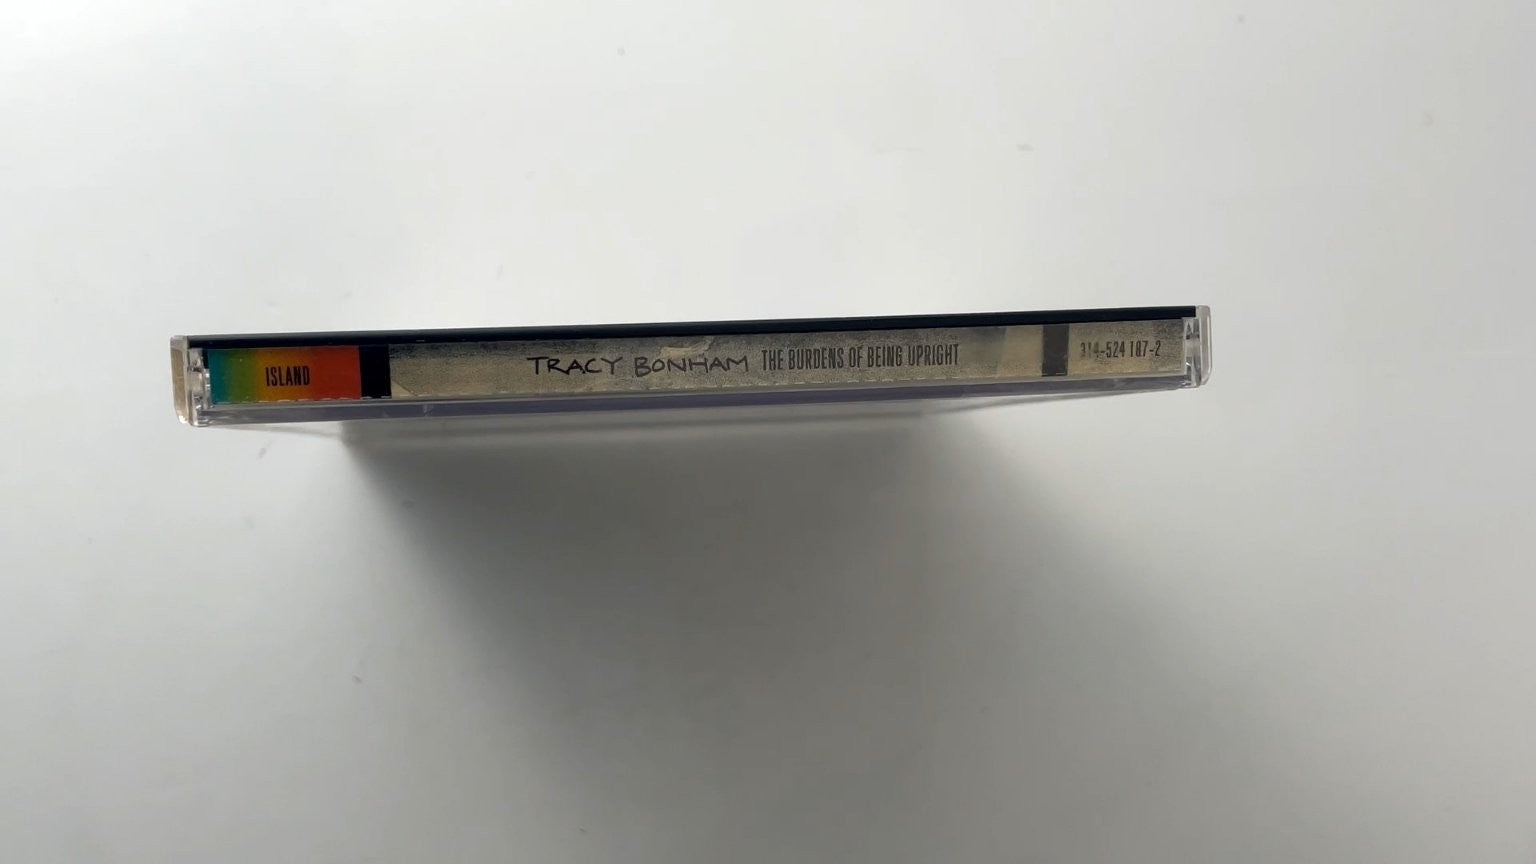 ISLAND TRACY BONHAM THE BURDENS OF BEING UPRIGHT 314-524 187-2